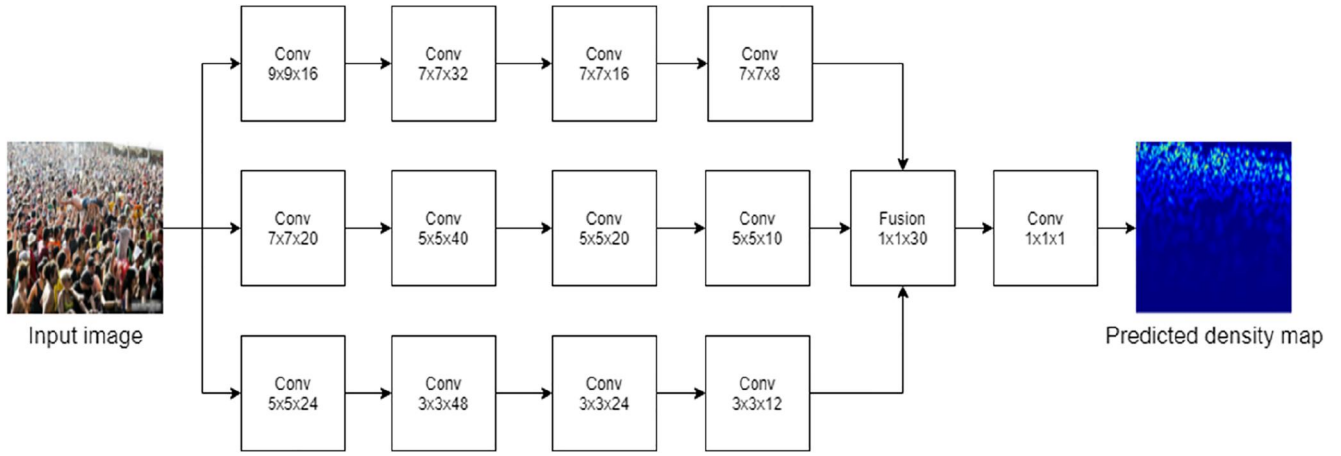 Conv
9x9x16
Conv
7x7x32
Conv
7x7x16
Conv
7x7x8
Input image
Conv
7x7x20
Conv
5x5x40
Conv
5x5x20
Conv
5x5x10
Fusion
1x1x30
Conv
1x1x1
Predicted density map
Conv
5x5x24
Conv
3x3x48
Conv
3x3x24
Conv
3x3x12